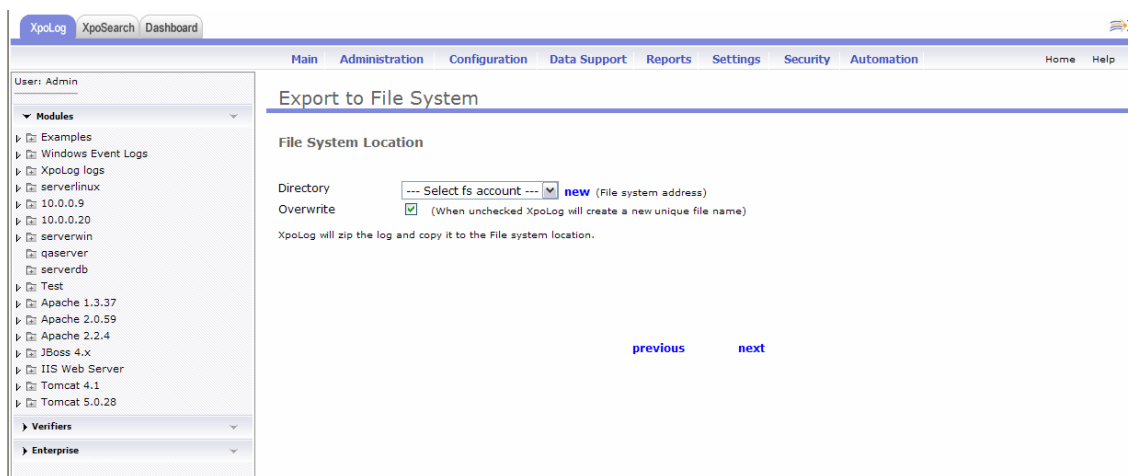 XpoLog XpoSearch Dashboard
Main Administration Configuration Data Support Reports Settings Security Automation Home Help
User: Admin
Modules
Examples
Windows Event Logs
XpoLog logs
serverlinux
10.0.0.9
10.0.0.20
serverwin
qaserver
serverdb
Test
Apache 1.3.37
Apache 2.0.59
Apache 2.2.4
JBoss 4.x
IIS Web Server
Tomcat 4.1
Tomcat 5.0.28
Verifiers
Enterprise
Export to File System
File System Location
Directory --- Select fs account --- new (File system address)
Overwrite (When unchecked XpoLog will create a new unique file name)
XpoLog will zip the log and copy it to the File system location.
previous next